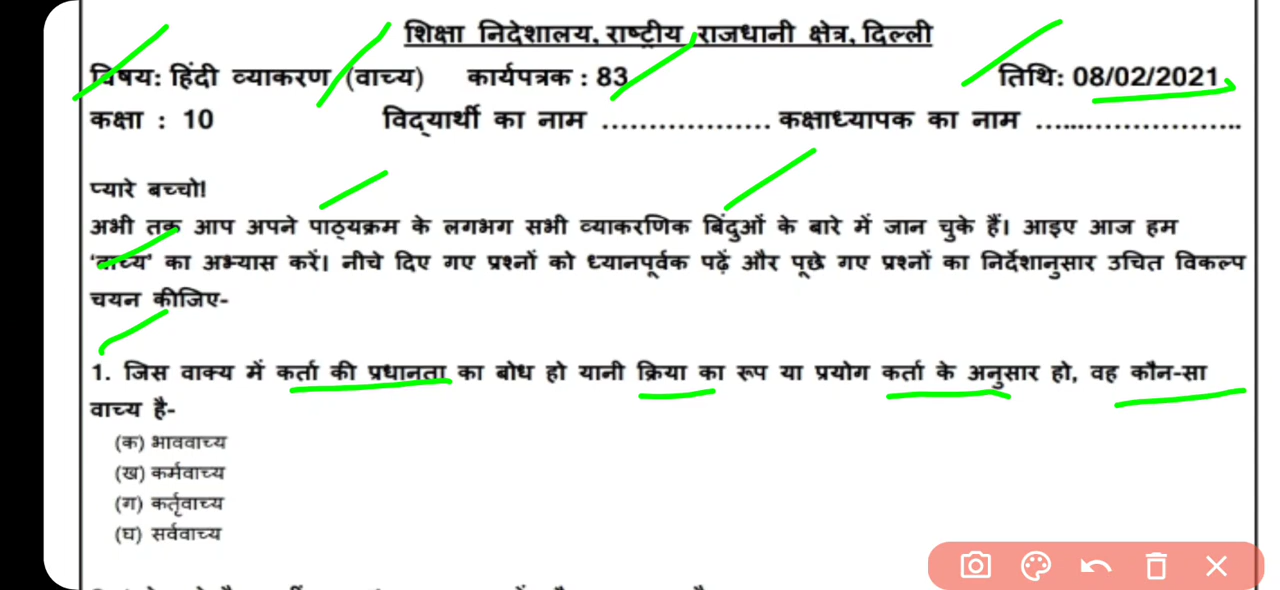 शिक्षा निदेशालय, राष्ट्रीय राजधानी क्षेत्र, दिल्ली
विषय: हिंदी व्याकरण (वाच्य) कार्यपत्रक : 83 तिथि: 08/02/2021
कक्षा : 10 विद्यार्थी का नाम .................. कक्षाध्यापक का नाम .....................
प्यारे बच्चो!
अभी तक आप अपने पाठ्यक्रम के लगभग सभी व्याकरणिक बिंदुओं के बारे में जान चुके हैं। आइए आज हम
'वाच्य' का अभ्यास करें। नीचे दिए गए प्रश्नों को ध्यानपूर्वक पढ़ें और पूछे गए प्रश्नों का निर्देशानुसार उचित विकल्प
चयन कीजिए-
1. जिस वाक्य में कर्ता की प्रधानता का बोध हो यानी क्रिया का रूप या प्रयोग कर्ता के अनुसार हो, वह कौन-सा
वाच्य है-
(क) भाववाच्य
(ख) कर्मवाच्य
(ग) कर्तृवाच्य
(घ) सर्ववाच्य